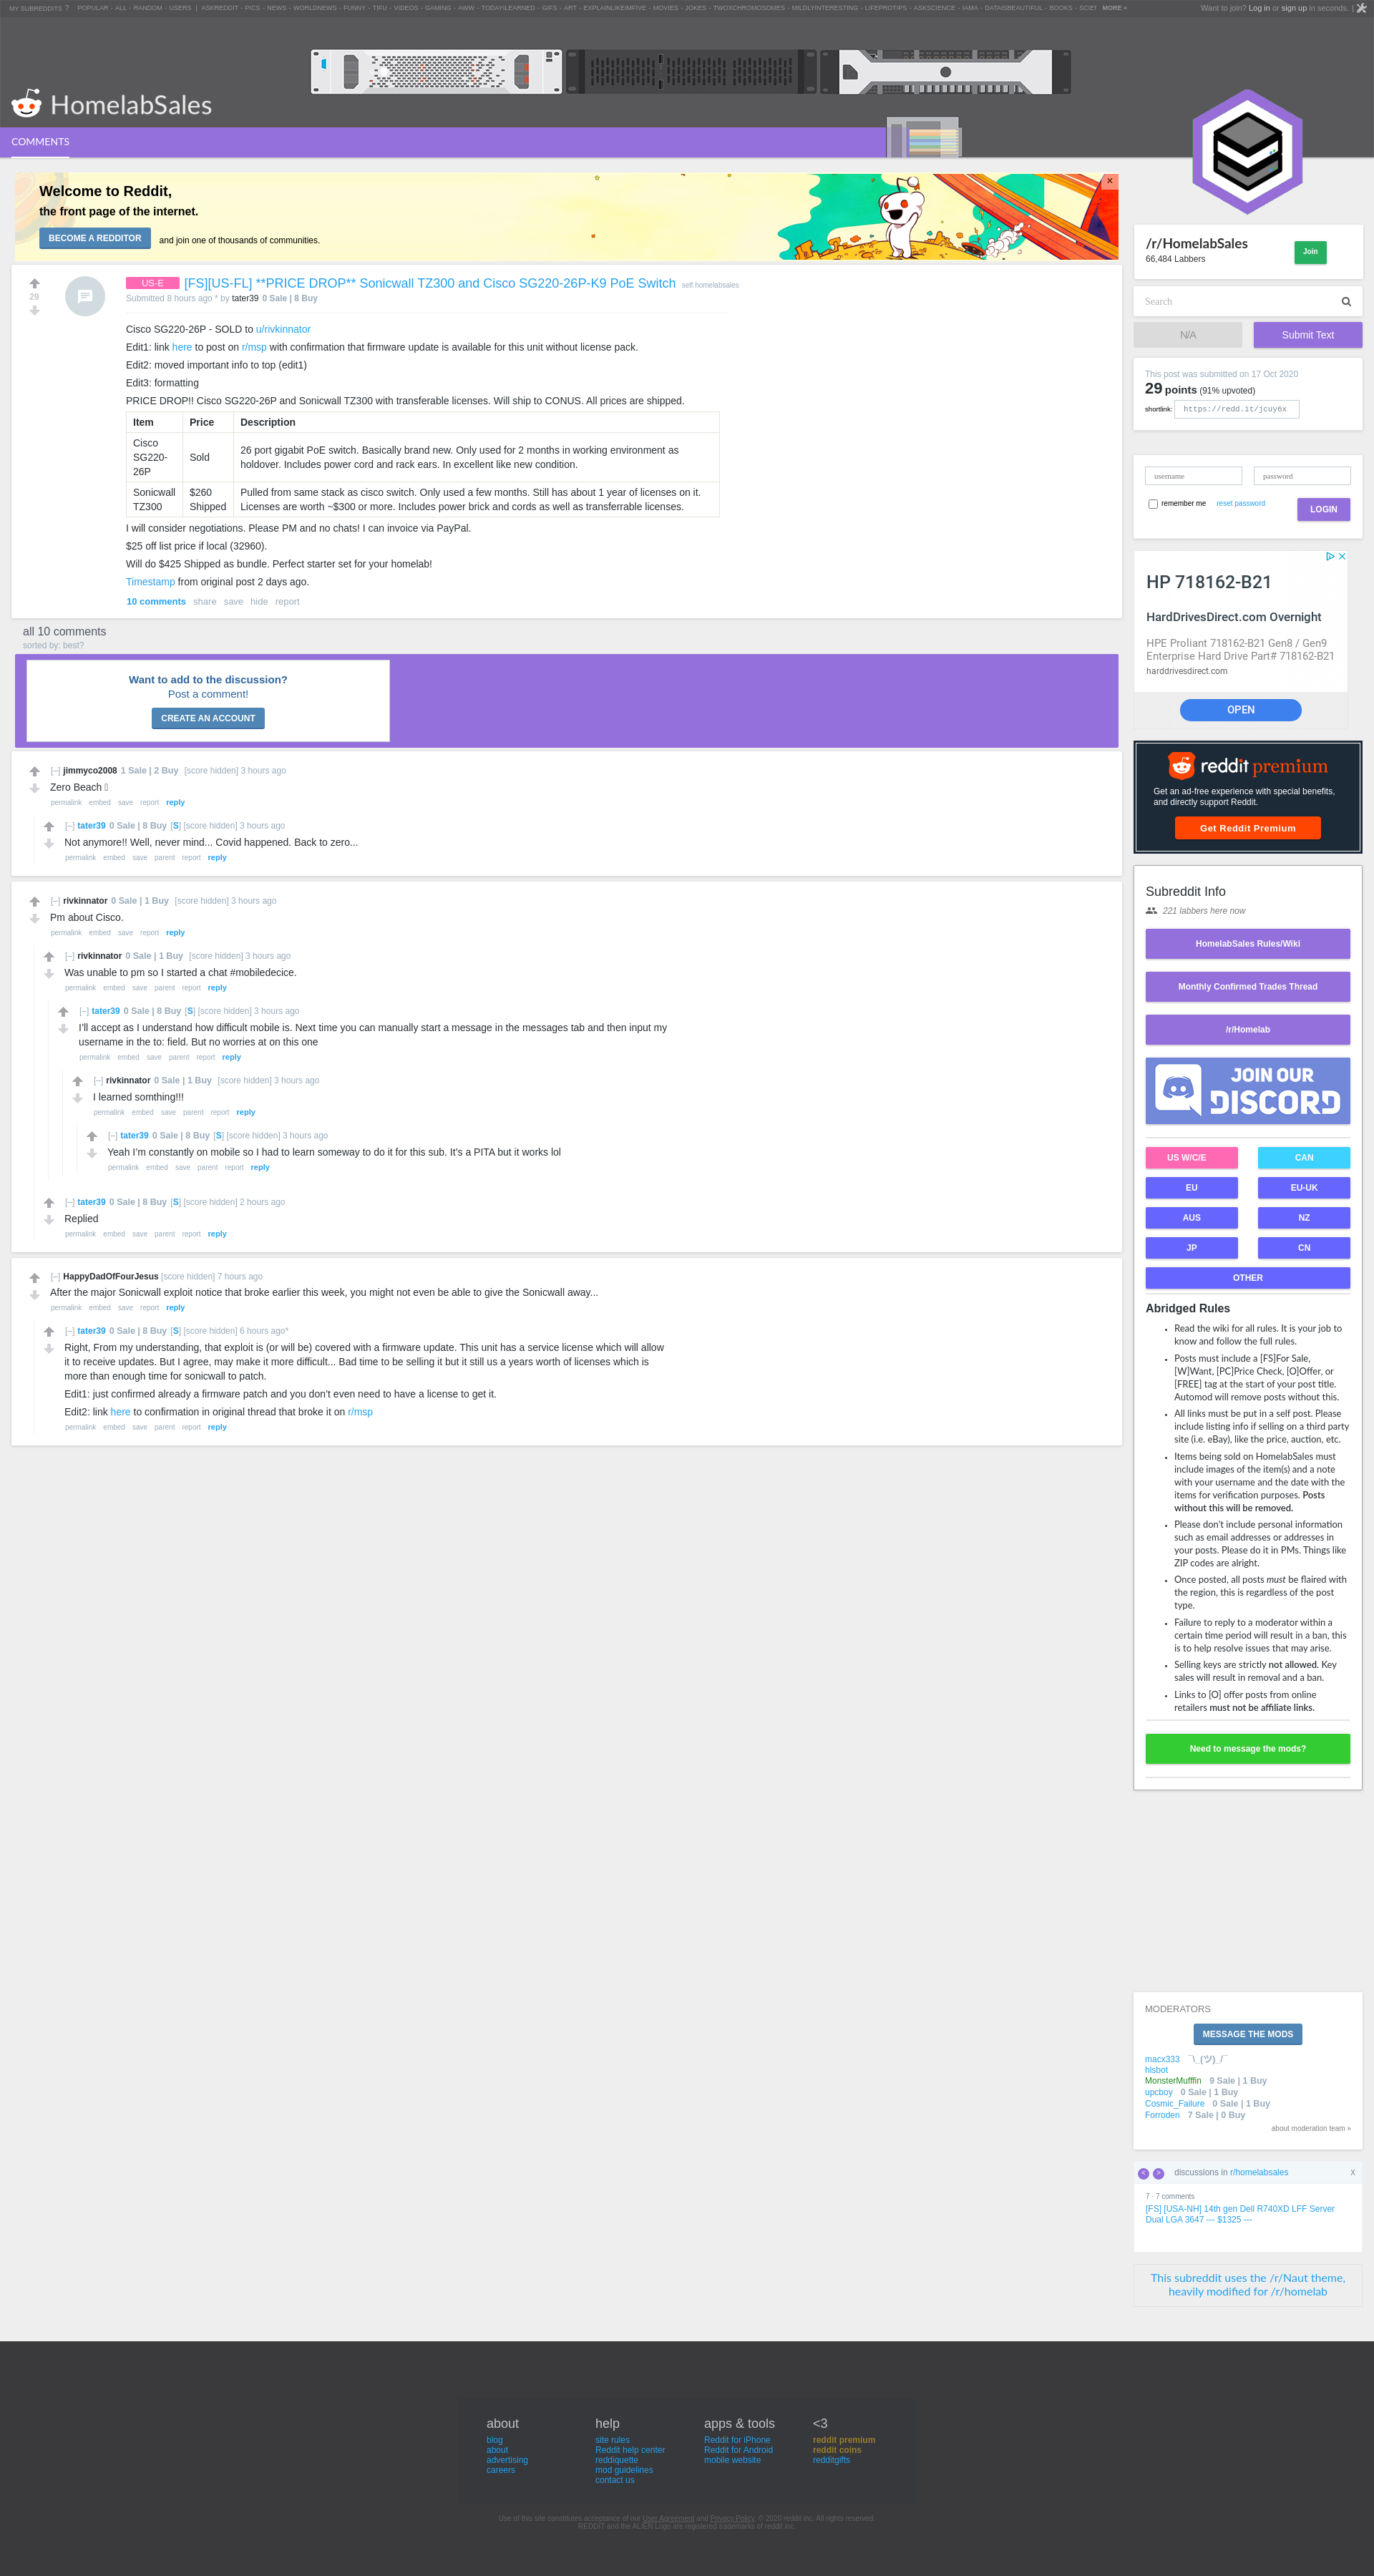 MY SUBREDDITS ? POPULAR - ALL - RANDOM - USERS | ASKREDDIT - PICS - NEWS - WORLDNEWS - FUNNY - TIFU - VIDEOS - GAMING - AWW - TODAYILEARNED - GIFS - ART - EXPLAINLIKEIMFIVE - MOVIES - JOKES - TWOXCHROMOSOMES - MILDLYINTERESTING - LIFEPROTIPS - ASKSCIENCE - IAMA - DATAISBEAUTIFUL - BOOKS - SCIEN MORE »
Want to join? Log in or sign up in seconds. |
HomelabSales
COMMENTS
Welcome to Reddit,
the front page of the internet.
BECOME A REDDITOR and join one of thousands of communities.
×
29
US-E [FS][US-FL] **PRICE DROP** Sonicwall TZ300 and Cisco SG220-26P-K9 PoE Switch self.homelabsales
Submitted 8 hours ago * by tater39 0 Sale | 8 Buy
Cisco SG220-26P - SOLD to u/rivkinnator
Edit1: link here to post on r/msp with confirmation that firmware update is available for this unit without license pack.
Edit2: moved important info to top (edit1)
Edit3: formatting
PRICE DROP!! Cisco SG220-26P and Sonicwall TZ300 with transferable licenses. Will ship to CONUS. All prices are shipped.
Item Price Description
Cisco SG220-26P Sold 26 port gigabit PoE switch. Basically brand new. Only used for 2 months in working environment as
holdover. Includes power cord and rack ears. In excellent like new condition.
Sonicwall TZ300 $260 Shipped Pulled from same stack as cisco switch. Only used a few months. Still has about 1 year of licenses on it.
Licenses are worth ~$300 or more. Includes power brick and cords as well as transferrable licenses.
I will consider negotiations. Please PM and no chats! I can invoice via PayPal.
$25 off list price if local (32960).
Will do $425 Shipped as bundle. Perfect starter set for your homelab!
Timestamp from original post 2 days ago.
10 comments share save hide report
all 10 comments
sorted by: best?
Want to add to the discussion?
Post a comment!
CREATE AN ACCOUNT
[–] jimmyco2008 1 Sale | 2 Buy [score hidden] 3 hours ago
Zero Beach
permalink embed save report reply
[–] tater39 0 Sale | 8 Buy [S] [score hidden] 3 hours ago
Not anymore!! Well, never mind... Covid happened. Back to zero...
permalink embed save parent report reply
[–] rivkinnator 0 Sale | 1 Buy [score hidden] 3 hours ago
Pm about Cisco.
permalink embed save report reply
[–] rivkinnator 0 Sale | 1 Buy [score hidden] 3 hours ago
Was unable to pm so I started a chat #mobiledecice.
permalink embed save parent report reply
[–] tater39 0 Sale | 8 Buy [S] [score hidden] 3 hours ago
I’ll accept as I understand how difficult mobile is. Next time you can manually start a message in the messages tab and then input my
username in the to: field. But no worries at on this one
permalink embed save parent report reply
[–] rivkinnator 0 Sale | 1 Buy [score hidden] 3 hours ago
I learned somthing!!!
permalink embed save parent report reply
[–] tater39 0 Sale | 8 Buy [S] [score hidden] 3 hours ago
Yeah I’m constantly on mobile so I had to learn someway to do it for this sub. It’s a PITA but it works lol
permalink embed save parent report reply
[–] tater39 0 Sale | 8 Buy [S] [score hidden] 2 hours ago
Replied
permalink embed save parent report reply
[–] HappyDadOfFourJesus [score hidden] 7 hours ago
After the major Sonicwall exploit notice that broke earlier this week, you might not even be able to give the Sonicwall away...
permalink embed save report reply
[–] tater39 0 Sale | 8 Buy [S] [score hidden] 6 hours ago*
Right, From my understanding, that exploit is (or will be) covered with a firmware update. This unit has a service license which will allow
it to receive updates. But I agree, may make it more difficult... Bad time to be selling it but it still us a years worth of licenses which is
more than enough time for sonicwall to patch.
Edit1: just confirmed already a firmware patch and you don’t even need to have a license to get it.
Edit2: link here to confirmation in original thread that broke it on r/msp
permalink embed save parent report reply
/r/HomelabSales
66,484 Labbers
Join
Search
N/A
Submit Text
This post was submitted on 17 Oct 2020
29 points (91% upvoted)
shortlink: https://redd.it/jcuy6x
username
password
remember me reset password
LOGIN
HP 718162-B21
HardDrivesDirect.com Overnight
HPE Proliant 718162-B21 Gen8 / Gen9
Enterprise Hard Drive Part# 718162-B21
harddrivesdirect.com
OPEN
reddit premium
Get an ad-free experience with special benefits,
and directly support Reddit.
Get Reddit Premium
Subreddit Info
221 labbers here now
HomelabSales Rules/Wiki
Monthly Confirmed Trades Thread
/r/Homelab
JOIN OUR
DISCORD
US W/C/E CAN
EU EU-UK
AUS NZ
JP CN
OTHER
Abridged Rules
Read the wiki for all rules. It is your job to
know and follow the full rules.
Posts must include a [FS]For Sale,
[W]Want, [PC]Price Check, [O]Offer, or
[FREE] tag at the start of your post title.
Automod will remove posts without this.
All links must be put in a self post. Please
include listing info if selling on a third party
site (i.e. eBay), like the price, auction, etc.
Items being sold on HomelabSales must
include images of the item(s) and a note
with your username and the date with the
items for verification purposes. Posts
without this will be removed.
Please don't include personal information
such as email addresses or addresses in
your posts. Please do it in PMs. Things like
ZIP codes are alright.
Once posted, all posts must be flaired with
the region, this is regardless of the post
type.
Failure to reply to a moderator within a
certain time period will result in a ban, this
is to help resolve issues that may arise.
Selling keys are strictly not allowed. Key
sales will result in removal and a ban.
Links to [O] offer posts from online
retailers must not be affiliate links.
Need to message the mods?
MODERATORS
MESSAGE THE MODS
macx333 ¯\_(ツ)_/¯
hlsbot
MonsterMufffin 9 Sale | 1 Buy
upcboy 0 Sale | 1 Buy
Cosmic_Failure 0 Sale | 1 Buy
Forroden 7 Sale | 0 Buy
about moderation team »
< > discussions in r/homelabsales X
7 · 7 comments
[FS] [USA-NH] 14th gen Dell R740XD LFF Server
Dual LGA 3647 --- $1325 ---
This subreddit uses the /r/Naut theme,
heavily modified for /r/homelab
about
blog
about
advertising
careers
help
site rules
Reddit help center
reddiquette
mod guidelines
contact us
apps & tools
Reddit for iPhone
Reddit for Android
mobile website
<3
reddit premium
reddit coins
redditgifts
Use of this site constitutes acceptance of our User Agreement and Privacy Policy. © 2020 reddit inc. All rights reserved.
REDDIT and the ALIEN Logo are registered trademarks of reddit inc.